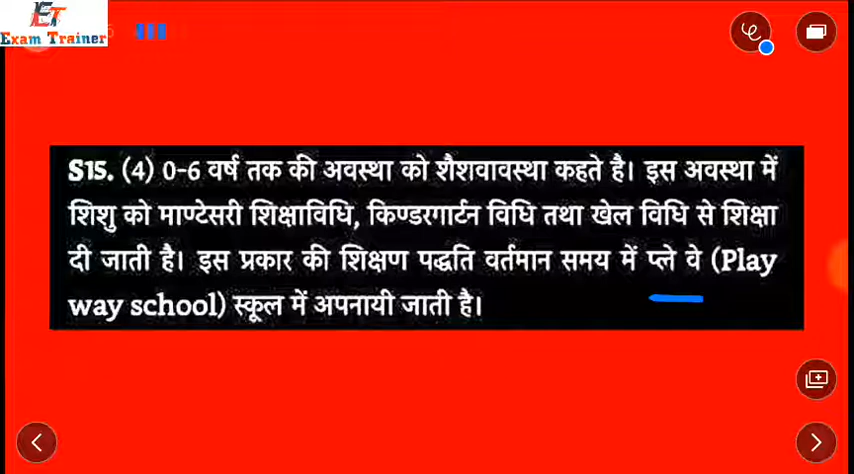 ET
Exam Trainer
S15. (4) 0-6 वर्ष तक की अवस्था को शैशवावस्था कहते है। इस अवस्था में
शिशु को माण्टेसरी शिक्षाविधि, किण्डरगार्टन विधि तथा खेल विधि से शिक्षा
दी जाती है। इस प्रकार की शिक्षण पद्धति वर्तमान समय में प्ले वे (Play
way school) स्कूल में अपनायी जाती है।